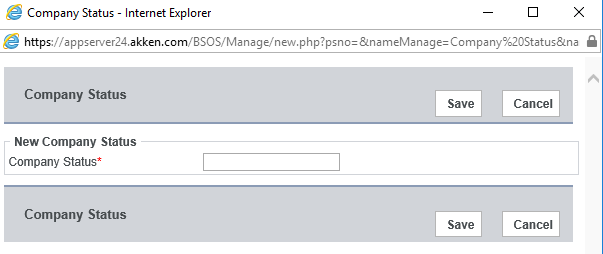 Company Status - Internet Explorer
https://appserver24.akken.com/BSOS/Manage/new.php?psno=&nameManage=Company%20Status&na
Company Status
Save Cancel
New Company Status
Company Status*
Company Status
Save Cancel